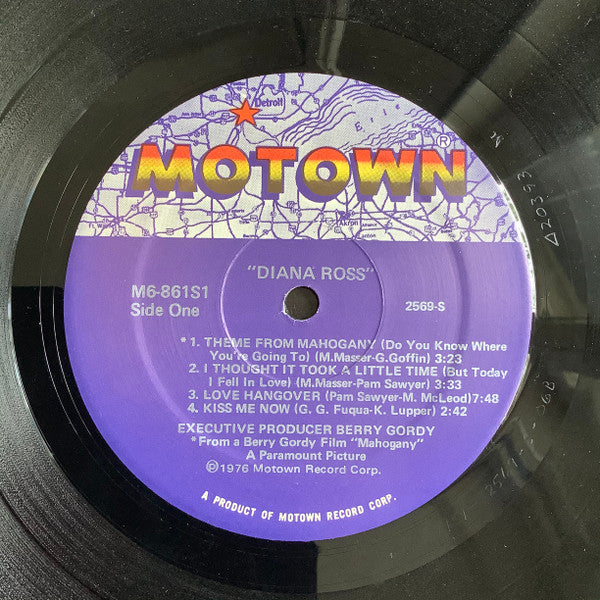 Detroit
Erie
MOTOWN®
Akron
"DIANA ROSS"
M6-861S1
Side One
2569-S
*1. THEME FROM MAHOGANY (Do You Know Where
You're Going To) (M.Masser-G.Goffin) 3:23
2. I THOUGHT IT TOOK A LITTLE TIME (But Today
I Fell In Love) (M.Masser-Pam Sawyer) 3:33
3. LOVE HANGOVER (Pam Sawyer-M. McLeod) 7:48
4. KISS ME NOW (G. G. Fuqua-K. Lupper) 2:42
EXECUTIVE PRODUCER BERRY GORDY
*From a Berry Gordy Film "Mahogany"
A Paramount Picture
℗1976 Motown Record Corp.
A PRODUCT OF MOTOWN RECORD CORP.
Δ20393